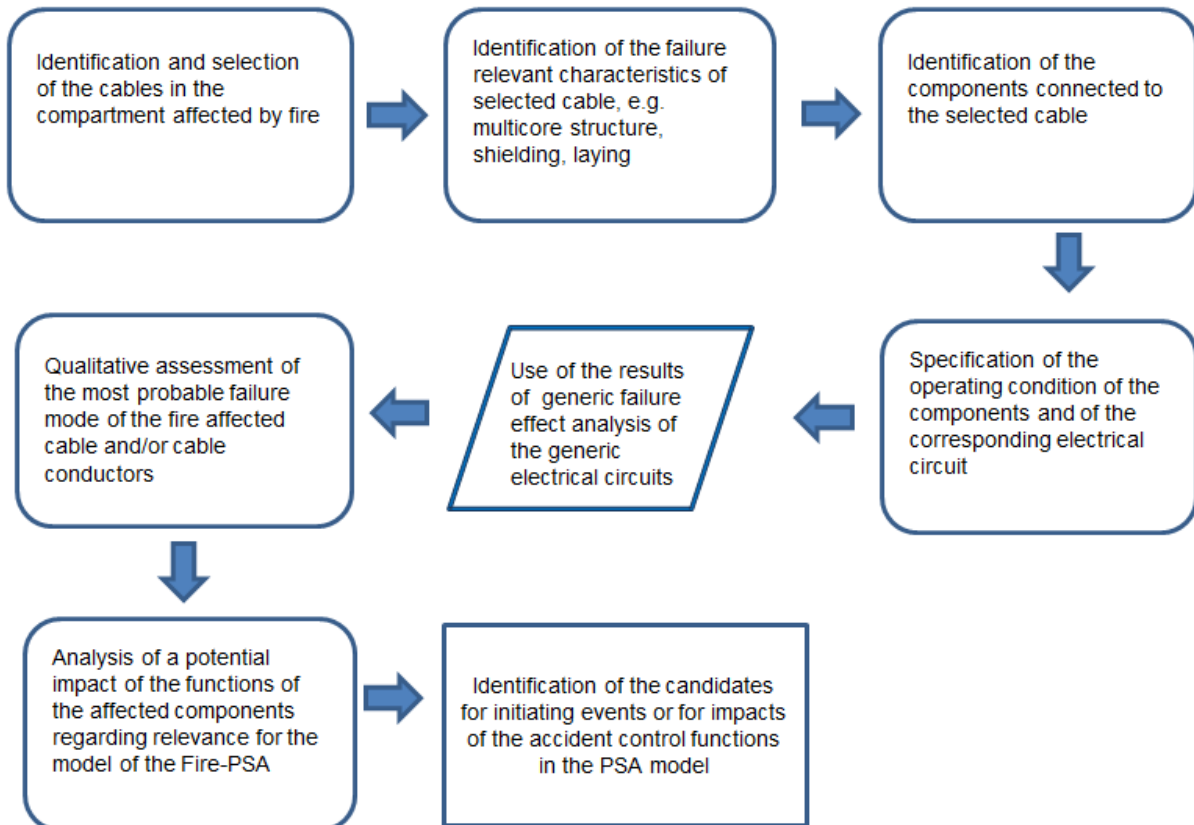 Identification and selection
of the cables in the
compartment affected by fire
Identification of the failure
relevant characteristics of
selected cable, e.g.
multicore structure,
shielding, laying
Identification of the
components connected to
the selected cable
Specification of the
operating condition of the
components and of the
corresponding electrical
circuit
Use of the results
of generic failure
effect analysis of
the generic
electrical circuits
Qualitative assessment of
the most probable failure
mode of the fire affected
cable and/or cable
conductors
Analysis of a potential
impact of the functions of
the affected components
regarding relevance for the
model of the Fire-PSA
Identification of the candidates
for initiating events or for impacts
of the accident control functions
in the PSA model